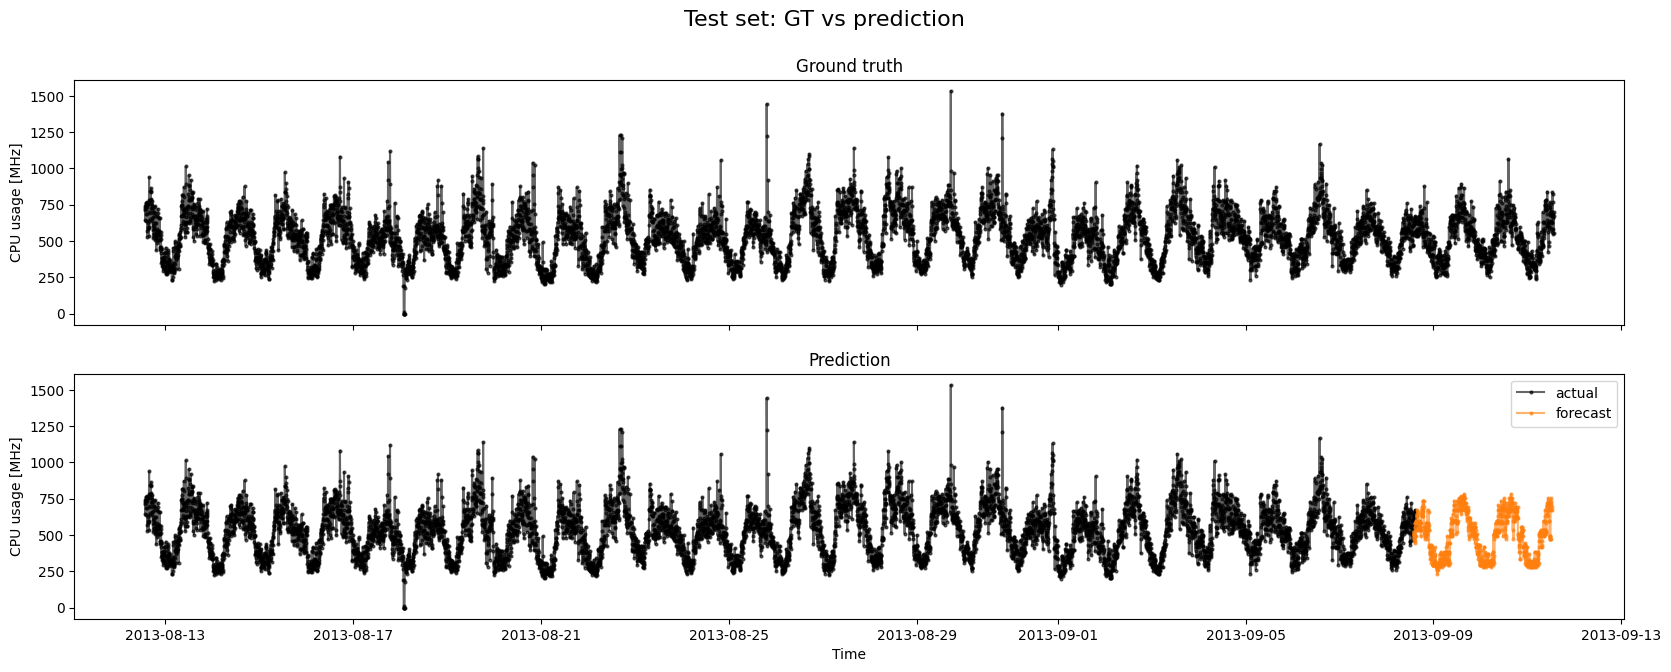 Test set: GT vs prediction
Ground truth
CPU usage [MHz]
1500
1250
1000
750
500
250
0
Prediction
CPU usage [MHz]
1500
1250
1000
750
500
250
0
actual
forecast
2013-08-13 2013-08-17 2013-08-21 2013-08-25 2013-08-29 2013-09-01 2013-09-05 2013-09-09 2013-09-13
Time